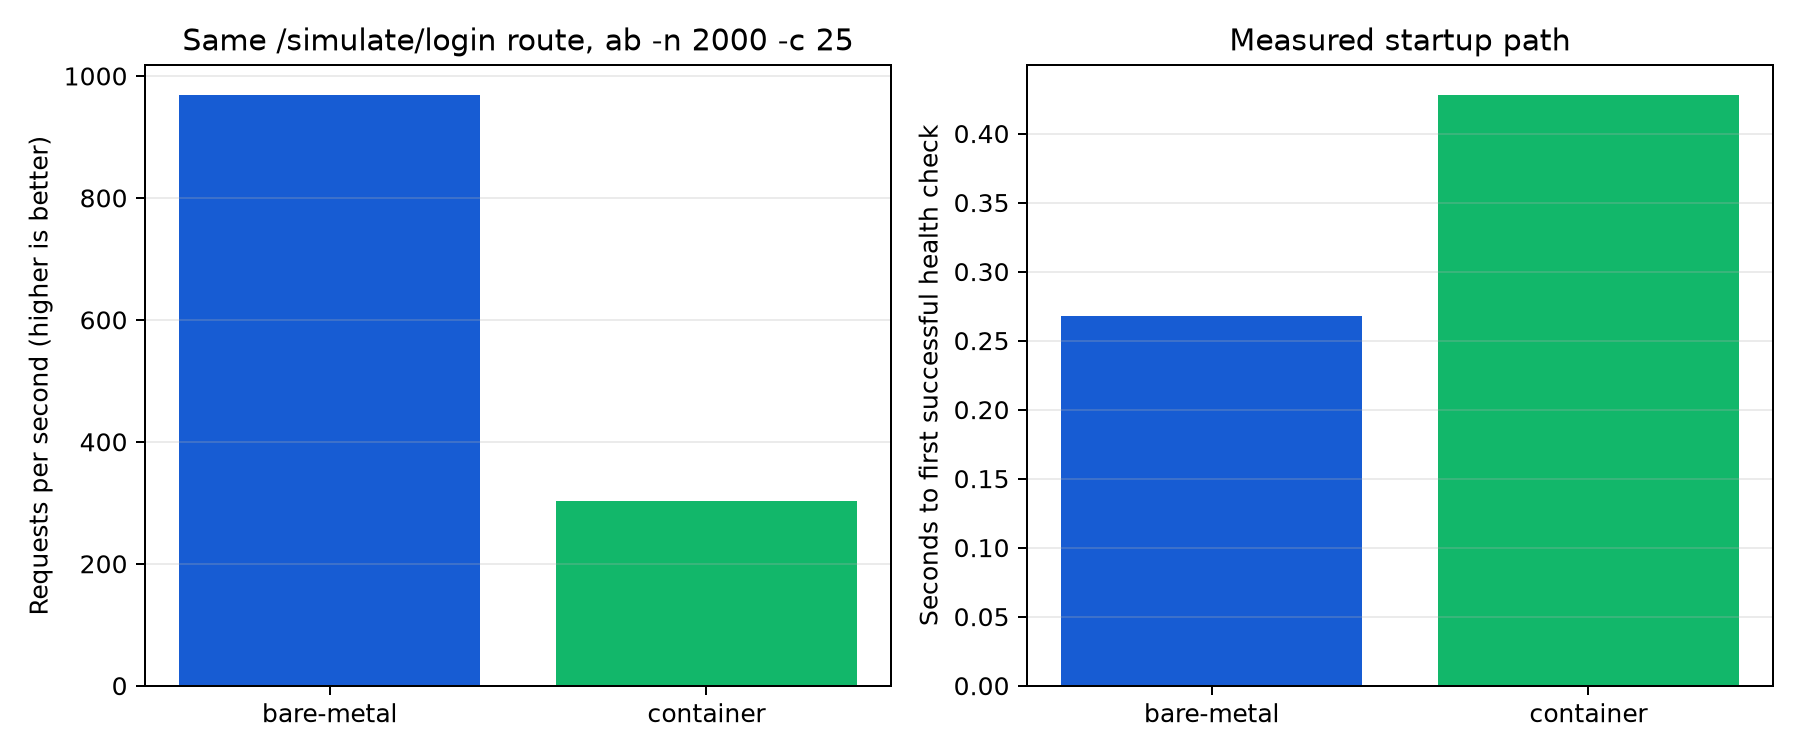 Same /simulate/login route, ab -n 2000 -c 25
Requests per second (higher is better)
1000
800
600
400
200
0
bare-metal
container
Measured startup path
Seconds to first successful health check
0.40
0.35
0.30
0.25
0.20
0.15
0.10
0.05
0.00
bare-metal
container